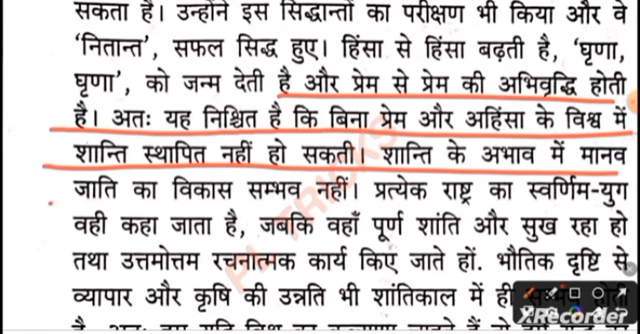 सकता है। उन्होंने इस सिद्धान्तों का परीक्षण भी किया और वे
‘नितान्त’, सफल सिद्ध हुए। हिंसा से हिंसा बढ़ती है, ‘घृणा,
घृणा’, को जन्म देती है और प्रेम से प्रेम की अभिवृद्धि होती
है। अतः यह निश्चित है कि बिना प्रेम और अहिंसा के विश्व में
शान्ति स्थापित नहीं हो सकती। शान्ति के अभाव में मानव
जाति का विकास सम्भव नहीं। प्रत्येक राष्ट्र का स्वर्णिम-युग
वही कहा जाता है, जबकि वहाँ पूर्ण शांति और सुख रहा हो
तथा उत्तमोत्तम रचनात्मक कार्य किए जाते हों. भौतिक दृष्टि से
व्यापार और कृषि की उन्नति भी शांतिकाल में ही
XRecorder